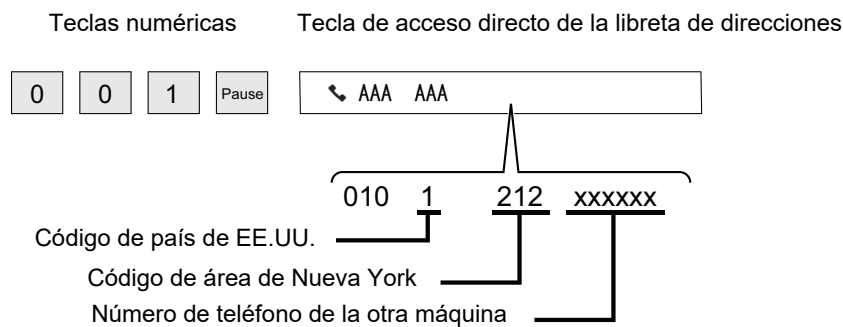 Teclas numéricas Tecla de acceso directo de la libreta de direcciones
0 0 1 Pause AAA AAA
010 1 212 xxxxxx
Código de país de EE.UU.
Código de área de Nueva York
Número de teléfono de la otra máquina